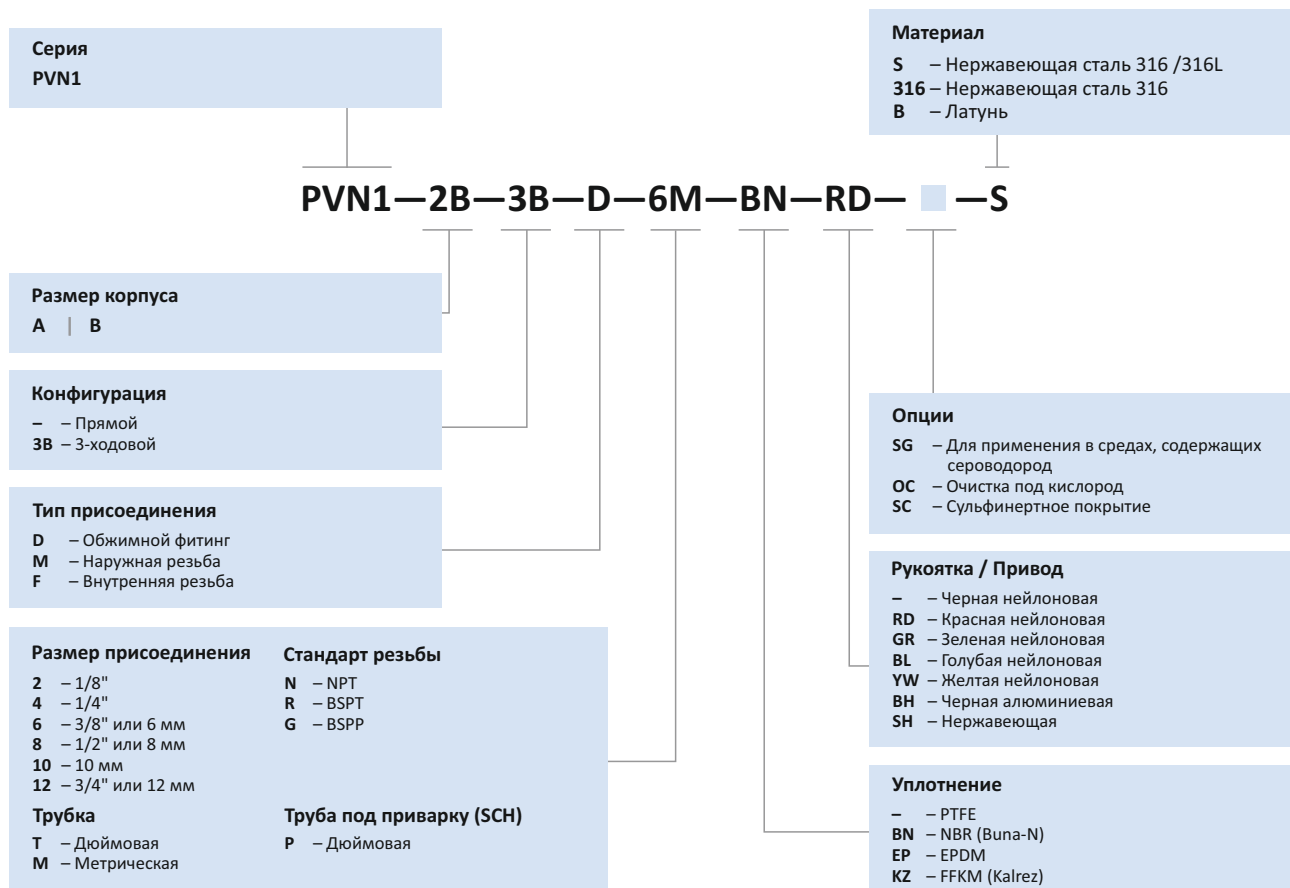 Серия
PVN1
Материал
S – Нержавеющая сталь 316 /316L
316 – Нержавеющая сталь 316
B – Латунь
PVN1—2B—3B—D—6M—BN—RD— —S
Размер корпуса
A | B
Конфигурация
– – Прямой
3B – 3-ходовой
Тип присоединения
D – Обжимной фитинг
M – Наружная резьба
F – Внутренняя резьба
Размер присоединения
2 – 1/8"
4 – 1/4"
6 – 3/8" или 6 мм
8 – 1/2" или 8 мм
10 – 10 мм
12 – 3/4" или 12 мм
Стандарт резьбы
N – NPT
R – BSPT
G – BSPP
Трубка
T – Дюймовая
M – Метрическая
Труба под приварку (SCH)
P – Дюймовая
Опции
SG – Для применения в средах, содержащих
сероводород
OC – Очистка под кислород
SC – Сульфинертное покрытие
Рукоятка / Привод
– – Черная нейлоновая
RD – Красная нейлоновая
GR – Зеленая нейлоновая
BL – Голубая нейлоновая
YW – Желтая нейлоновая
BH – Черная алюминиевая
SH – Нержавеющая
Уплотнение
– – PTFE
BN – NBR (Buna-N)
EP – EPDM
KZ – FFKM (Kalrez)